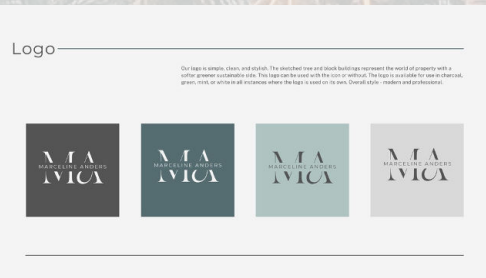 Logo
Our logo is simple, clean, and stylish. The sketched tree and block buildings represent the world of property with a
softer greener sustainable side. This logo can be used with the icon or without. The logo is available for use in charcoal,
green, mint, or white in all instances where the logo is used on its own. Overall style - modern and professional.
MA
MARCELINE ANDERS
MA
MARCELINE ANDERS
MA
MARCELINE ANDERS
MA
MARCELINE ANDERS